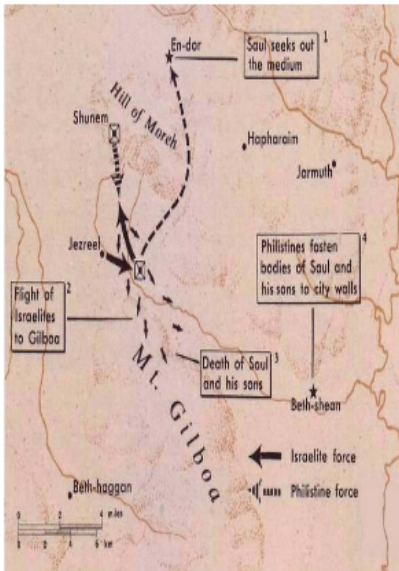 En-dor
Saul seeks out
the medium
1
Hill of Moreh
Shunem
Hapharaim
Jarmuth
Jezreel
Philistines fasten
bodies of Saul and
his sons to city walls
4
Flight of
Israelites
to Gilboa
2
Death of Saul
and his sons
3
Mt. Gilboa
Beth-shean
Israelite force
Beth-haggan
Philistine force
0 2 4 miles
0 2 4 6 km